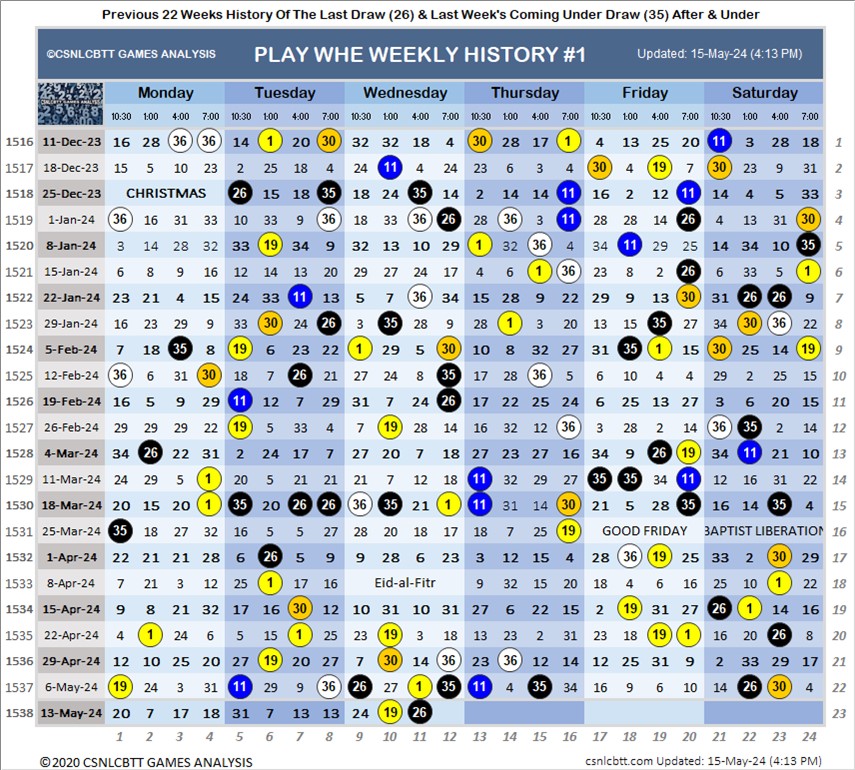 Previous 22 Weeks History Of The Last Draw (26) & Last Week's Coming Under Draw (35) After & Under
©CSNLCBTT GAMES ANALYSIS PLAY WHE WEEKLY HISTORY #1 Updated: 15-May-24 (4:13 PM)
Monday Tuesday Wednesday Thursday Friday Saturday
10:30 1:00 4:00 7:00 10:30 1:00 4:00 7:00 10:30 1:00 4:00 7:00 10:30 1:00 4:00 7:00 10:30 1:00 4:00 7:00 10:30 1:00 4:00 7:00
1516 11-Dec-23 16 28 36 36 14 1 20 30 32 32 18 4 30 28 17 1 4 13 25 20 11 3 28 18 1
1517 18-Dec-23 15 5 10 23 2 25 18 4 24 11 4 24 23 6 3 4 30 4 19 7 30 23 9 31 2
1518 25-Dec-23 CHRISTMAS 26 15 18 35 18 24 35 14 2 14 14 11 16 2 12 11 14 4 5 33 3
1519 1-Jan-24 36 16 31 33 10 33 9 36 18 33 36 26 28 36 3 11 28 28 14 26 4 12 24 30 4
1520 8-Jan-24 3 14 28 32 33 19 34 9 32 13 10 29 1 32 36 4 34 11 29 25 14 34 10 35 5
1521 15-Jan-24 6 8 9 16 12 14 13 20 29 27 24 17 4 6 1 36 23 8 2 26 6 33 5 1 6
1522 22-Jan-24 23 21 4 15 24 33 11 13 5 7 36 34 15 28 9 22 29 9 13 30 31 26 26 22 7
1523 29-Jan-24 16 23 29 9 33 30 24 26 3 35 28 9 28 1 3 20 13 15 35 27 34 30 36 22 8
1524 5-Feb-24 7 18 35 8 19 6 23 22 1 29 5 30 10 8 32 27 31 35 1 15 30 25 14 19 9
1525 12-Feb-24 36 6 31 30 18 7 26 21 27 24 8 35 17 28 36 5 6 10 4 4 29 2 25 15 10
1526 19-Feb-24 16 5 9 29 11 12 7 29 31 7 24 26 17 22 25 24 6 25 13 27 3 6 20 15 11
1527 26-Feb-24 29 29 29 22 19 5 33 4 7 19 28 14 16 32 12 36 3 28 2 14 36 35 2 14 12
1528 4-Mar-24 34 26 22 31 2 24 17 7 27 20 7 18 27 23 27 16 34 9 26 19 34 11 21 10 13
1529 11-Mar-24 24 29 5 1 20 5 21 21 21 7 14 18 11 29 6 7 35 35 34 11 12 16 31 22 14
1530 18-Mar-24 20 15 20 1 35 20 26 26 36 35 21 1 11 31 14 30 21 5 28 35 14 23 35 4 15
1531 25-Mar-24 35 18 27 32 16 5 5 27 28 20 18 17 18 7 25 19 GOOD FRIDAY BAPTIST LIBERATION 16
1532 1-Apr-24 22 21 21 28 6 26 5 9 9 28 6 23 3 12 15 4 28 36 19 25 33 2 30 29 17
1533 8-Apr-24 7 21 3 12 6 1 17 16 Eid-al-Fitr 9 32 20 15 18 4 6 16 25 10 1 22 18
1534 15-Apr-24 9 8 21 32 17 16 30 12 10 31 10 31 27 6 22 15 2 19 31 27 26 1 14 16 19
1535 22-Apr-24 4 1 24 6 5 15 1 25 23 19 3 18 13 2 23 31 23 18 19 1 16 20 26 8 20
1536 29-Apr-24 12 10 25 20 27 19 20 27 7 30 14 36 23 36 12 14 12 25 31 9 2 33 29 17 21
1537 6-May-24 19 24 3 31 11 29 9 36 26 27 1 35 11 4 35 34 16 9 6 10 14 26 30 4 22
1538 13-May-24 20 7 17 18 31 7 13 13 24 19 26 23
1 2 3 4 5 6 7 8 9 10 11 12 13 14 15 16 17 18 19 20 21 22 23 24
©2020 CSNLCBTT GAMES ANALYSIS csnlcbtt.com Updated: 15-May-24 (4:13 PM)